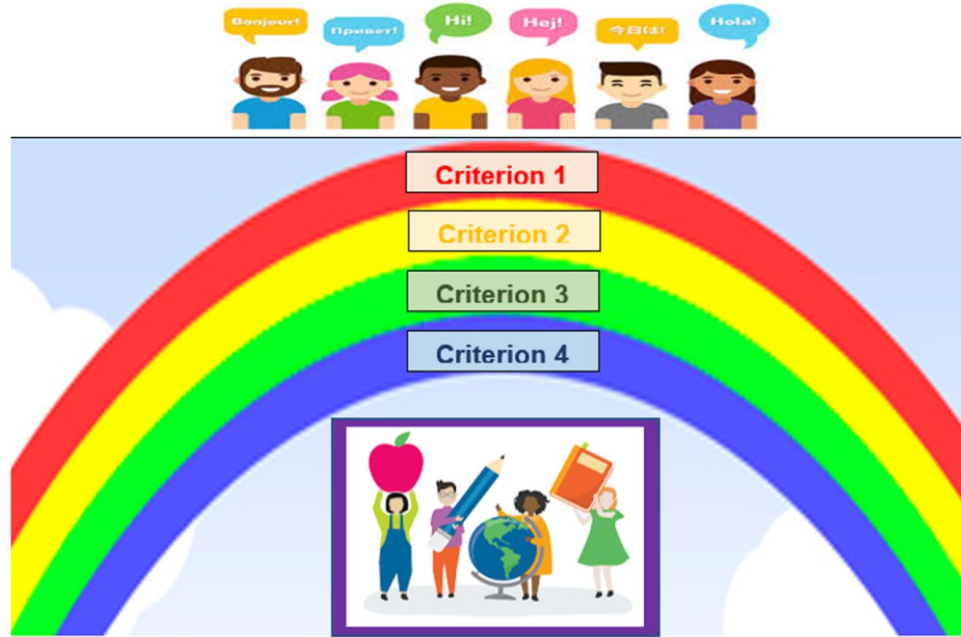 Bonjour!
Привет!
Hi!
Hej!
今日は!
Hola!
Criterion 1
Criterion 2
Criterion 3
Criterion 4